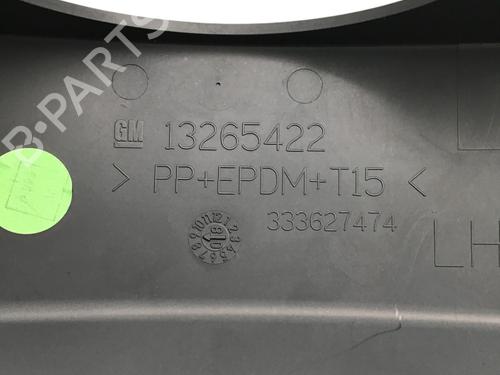 B-PARTS
GM 13265422
> PP+EPDM+T15 <
333627474
LH